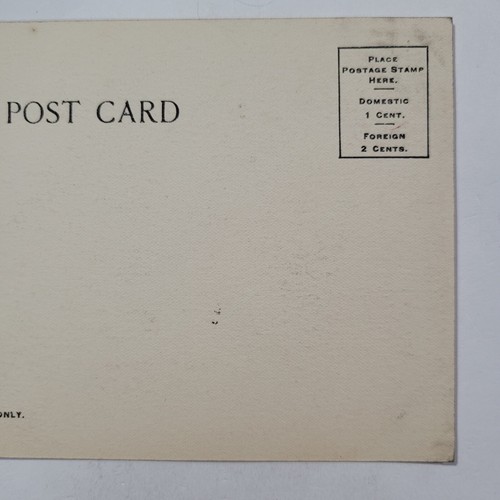 POST CARD
PLACE
POSTAGE STAMP
HERE.
DOMESTIC
1 CENT.
FOREIGN
2 CENTS.
ONLY.